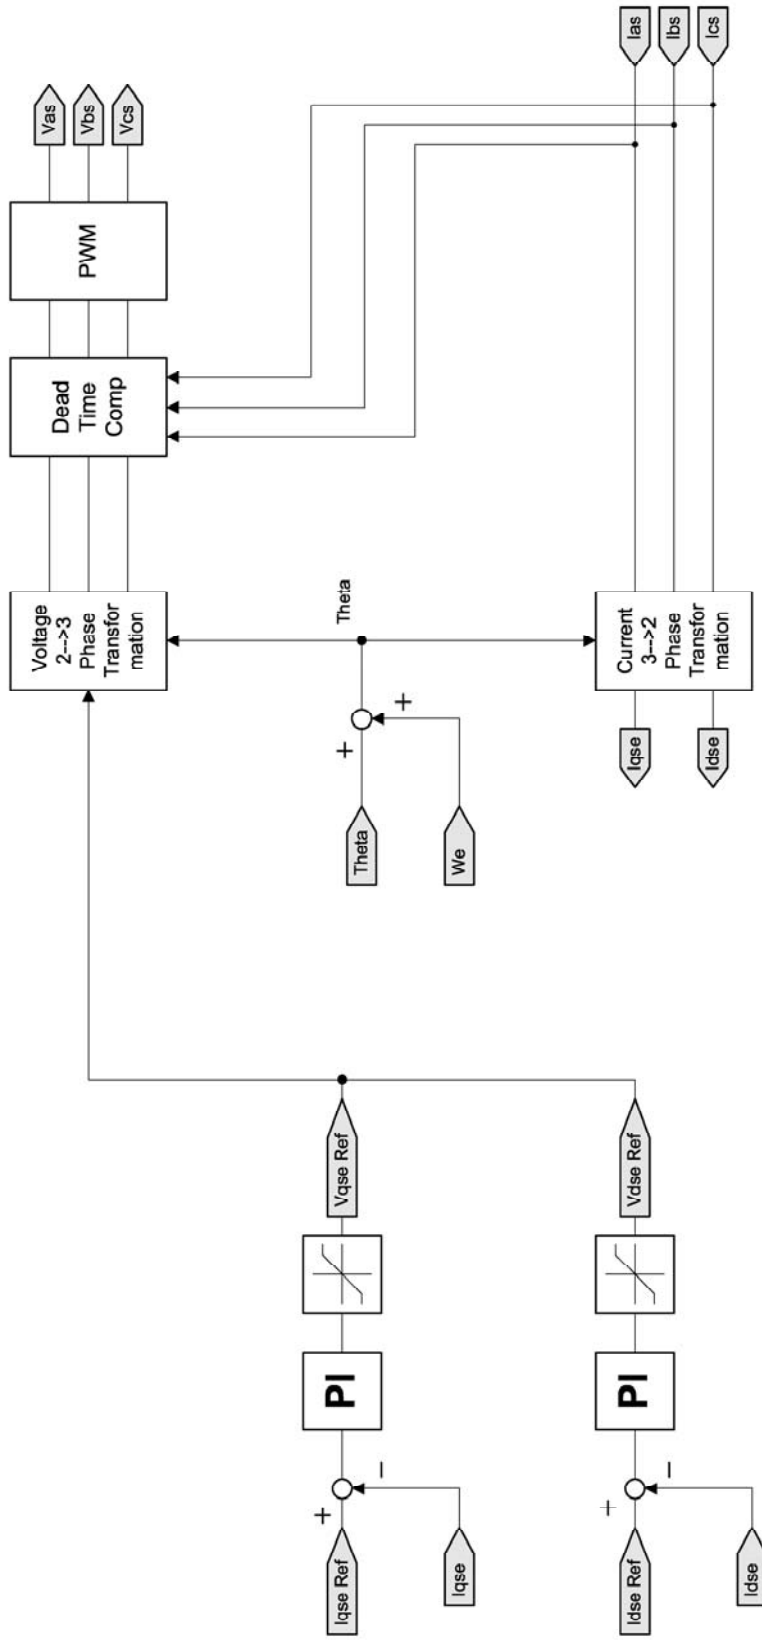 Iqse Ref
+
Iqse
−
PI
Vqse Ref
Idse Ref
+
Idse
−
PI
Vdse Ref
Theta
+
We
+
Theta
Voltage
2-->3
Phase
Transfor
mation
Dead
Time
Comp
PWM
Vas
Vbs
Vcs
Iqse
Idse
Current
3-->2
Phase
Transfor
mation
Ias
Ibs
Ics